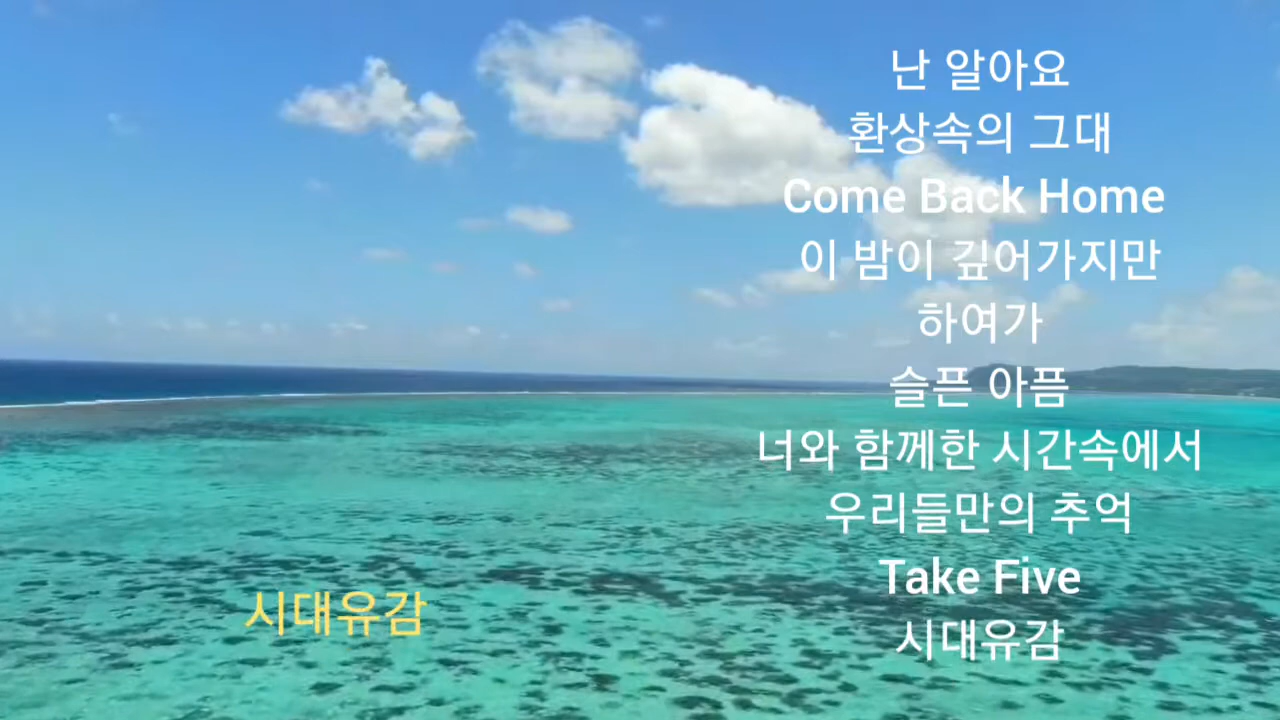 난 알아요
환상속의 그대
Come Back Home
이 밤이 깊어가지만
하여가
슬픈 아픔
너와 함께한 시간속에서
우리들만의 추억
Take Five
시대유감
시대유감